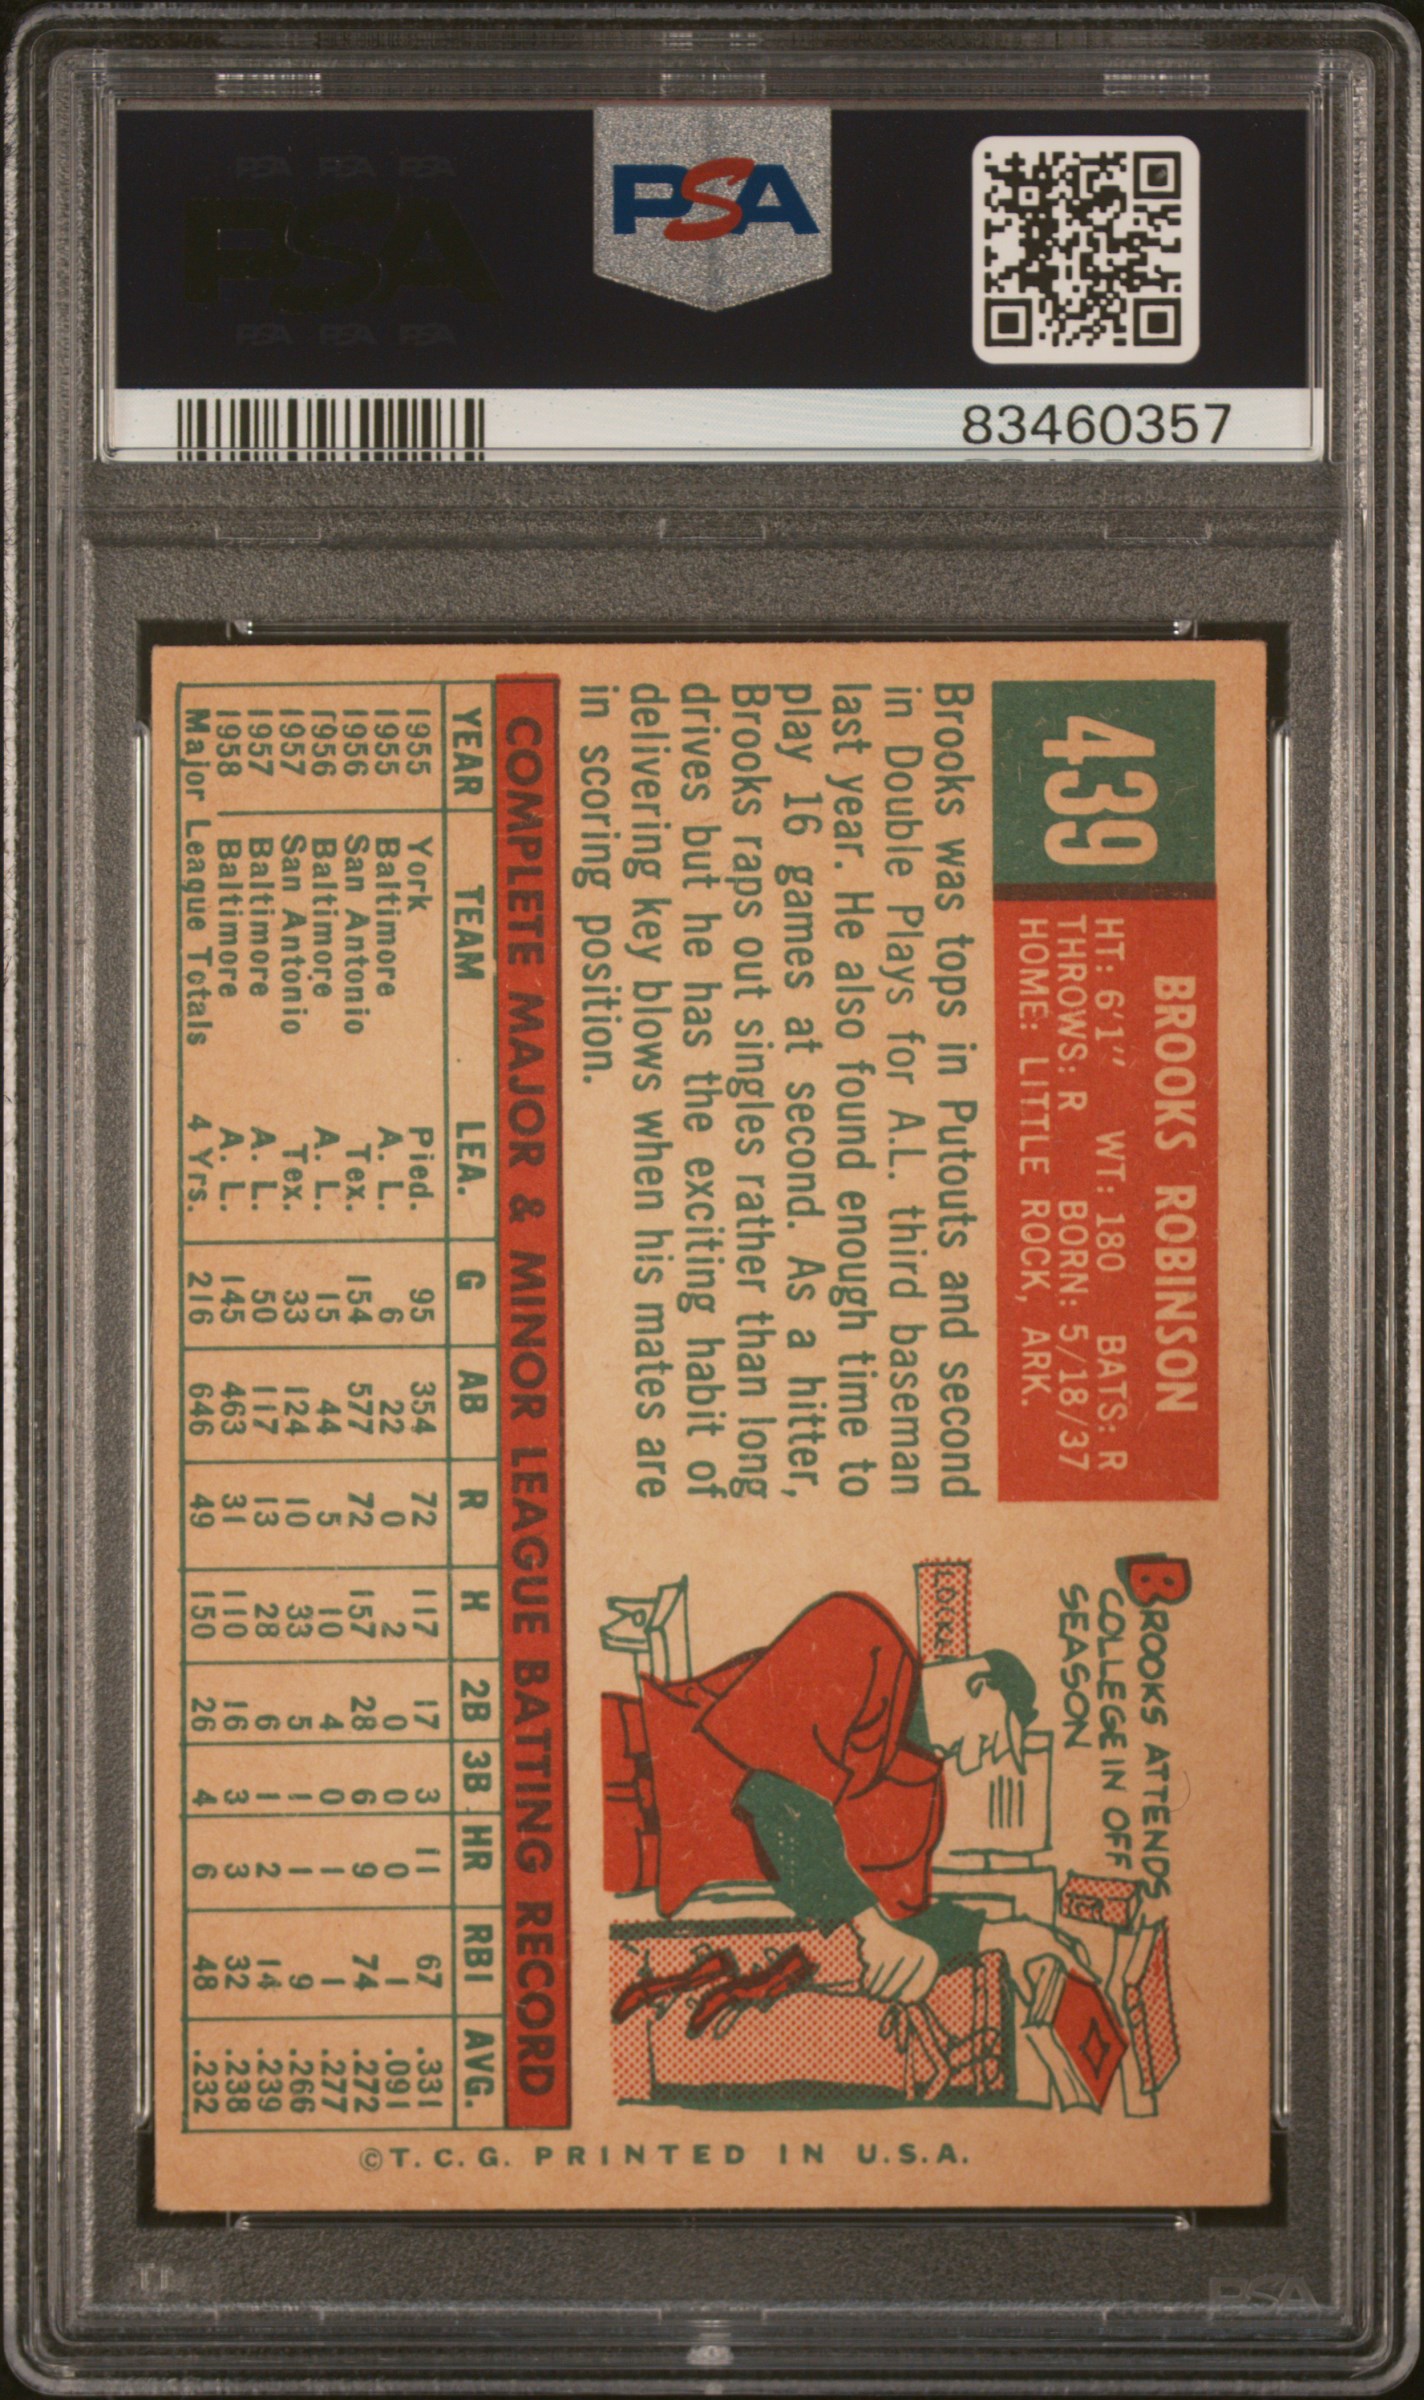 PSA PSA PSA
PSA
PSA PSA PSA
PSA
83460357
439
BROOKS ROBINSON
HT: 6'1" WT: 180 BATS: R
THROWS: R BORN: 5/18/37
HOME: LITTLE ROCK, ARK.
Brooks was tops in Putouts and second
in Double Plays for A.L. third baseman
last year. He also found enough time to
play 16 games at second. As a hitter,
Brooks raps out singles rather than long
drives but he has the exciting habit of
delivering key blows when his mates are
in scoring position.
BROOKS ATTENDS
COLLEGE IN OFF
SEASON
LOCKE
COMPLETE MAJOR & MINOR LEAGUE BATTING RECORD
YEAR TEAM LEA. G AB R H 2B 3B HR RBI AVG.
1955 York Pied. 95 354 72 117 17 3 11 67 .331
1955 Baltimore A. L. 6 22 0 2 0 0 0 1 .091
1956 San Antonio Tex. 154 577 72 157 28 6 9 74 .272
1956 Baltimore A. L. 15 44 5 10 4 0 1 1 .277
1957 San Antonio Tex. 33 124 10 33 5 1 1 9 .266
1957 Baltimore A. L. 50 117 13 28 6 1 2 14 .239
1958 Baltimore A. L. 145 463 31 110 16 3 3 32 .238
Major League Totals 4 Yrs. 216 646 49 150 26 4 6 48 .232
©T. C. G. PRINTED IN U.S.A.
PSA